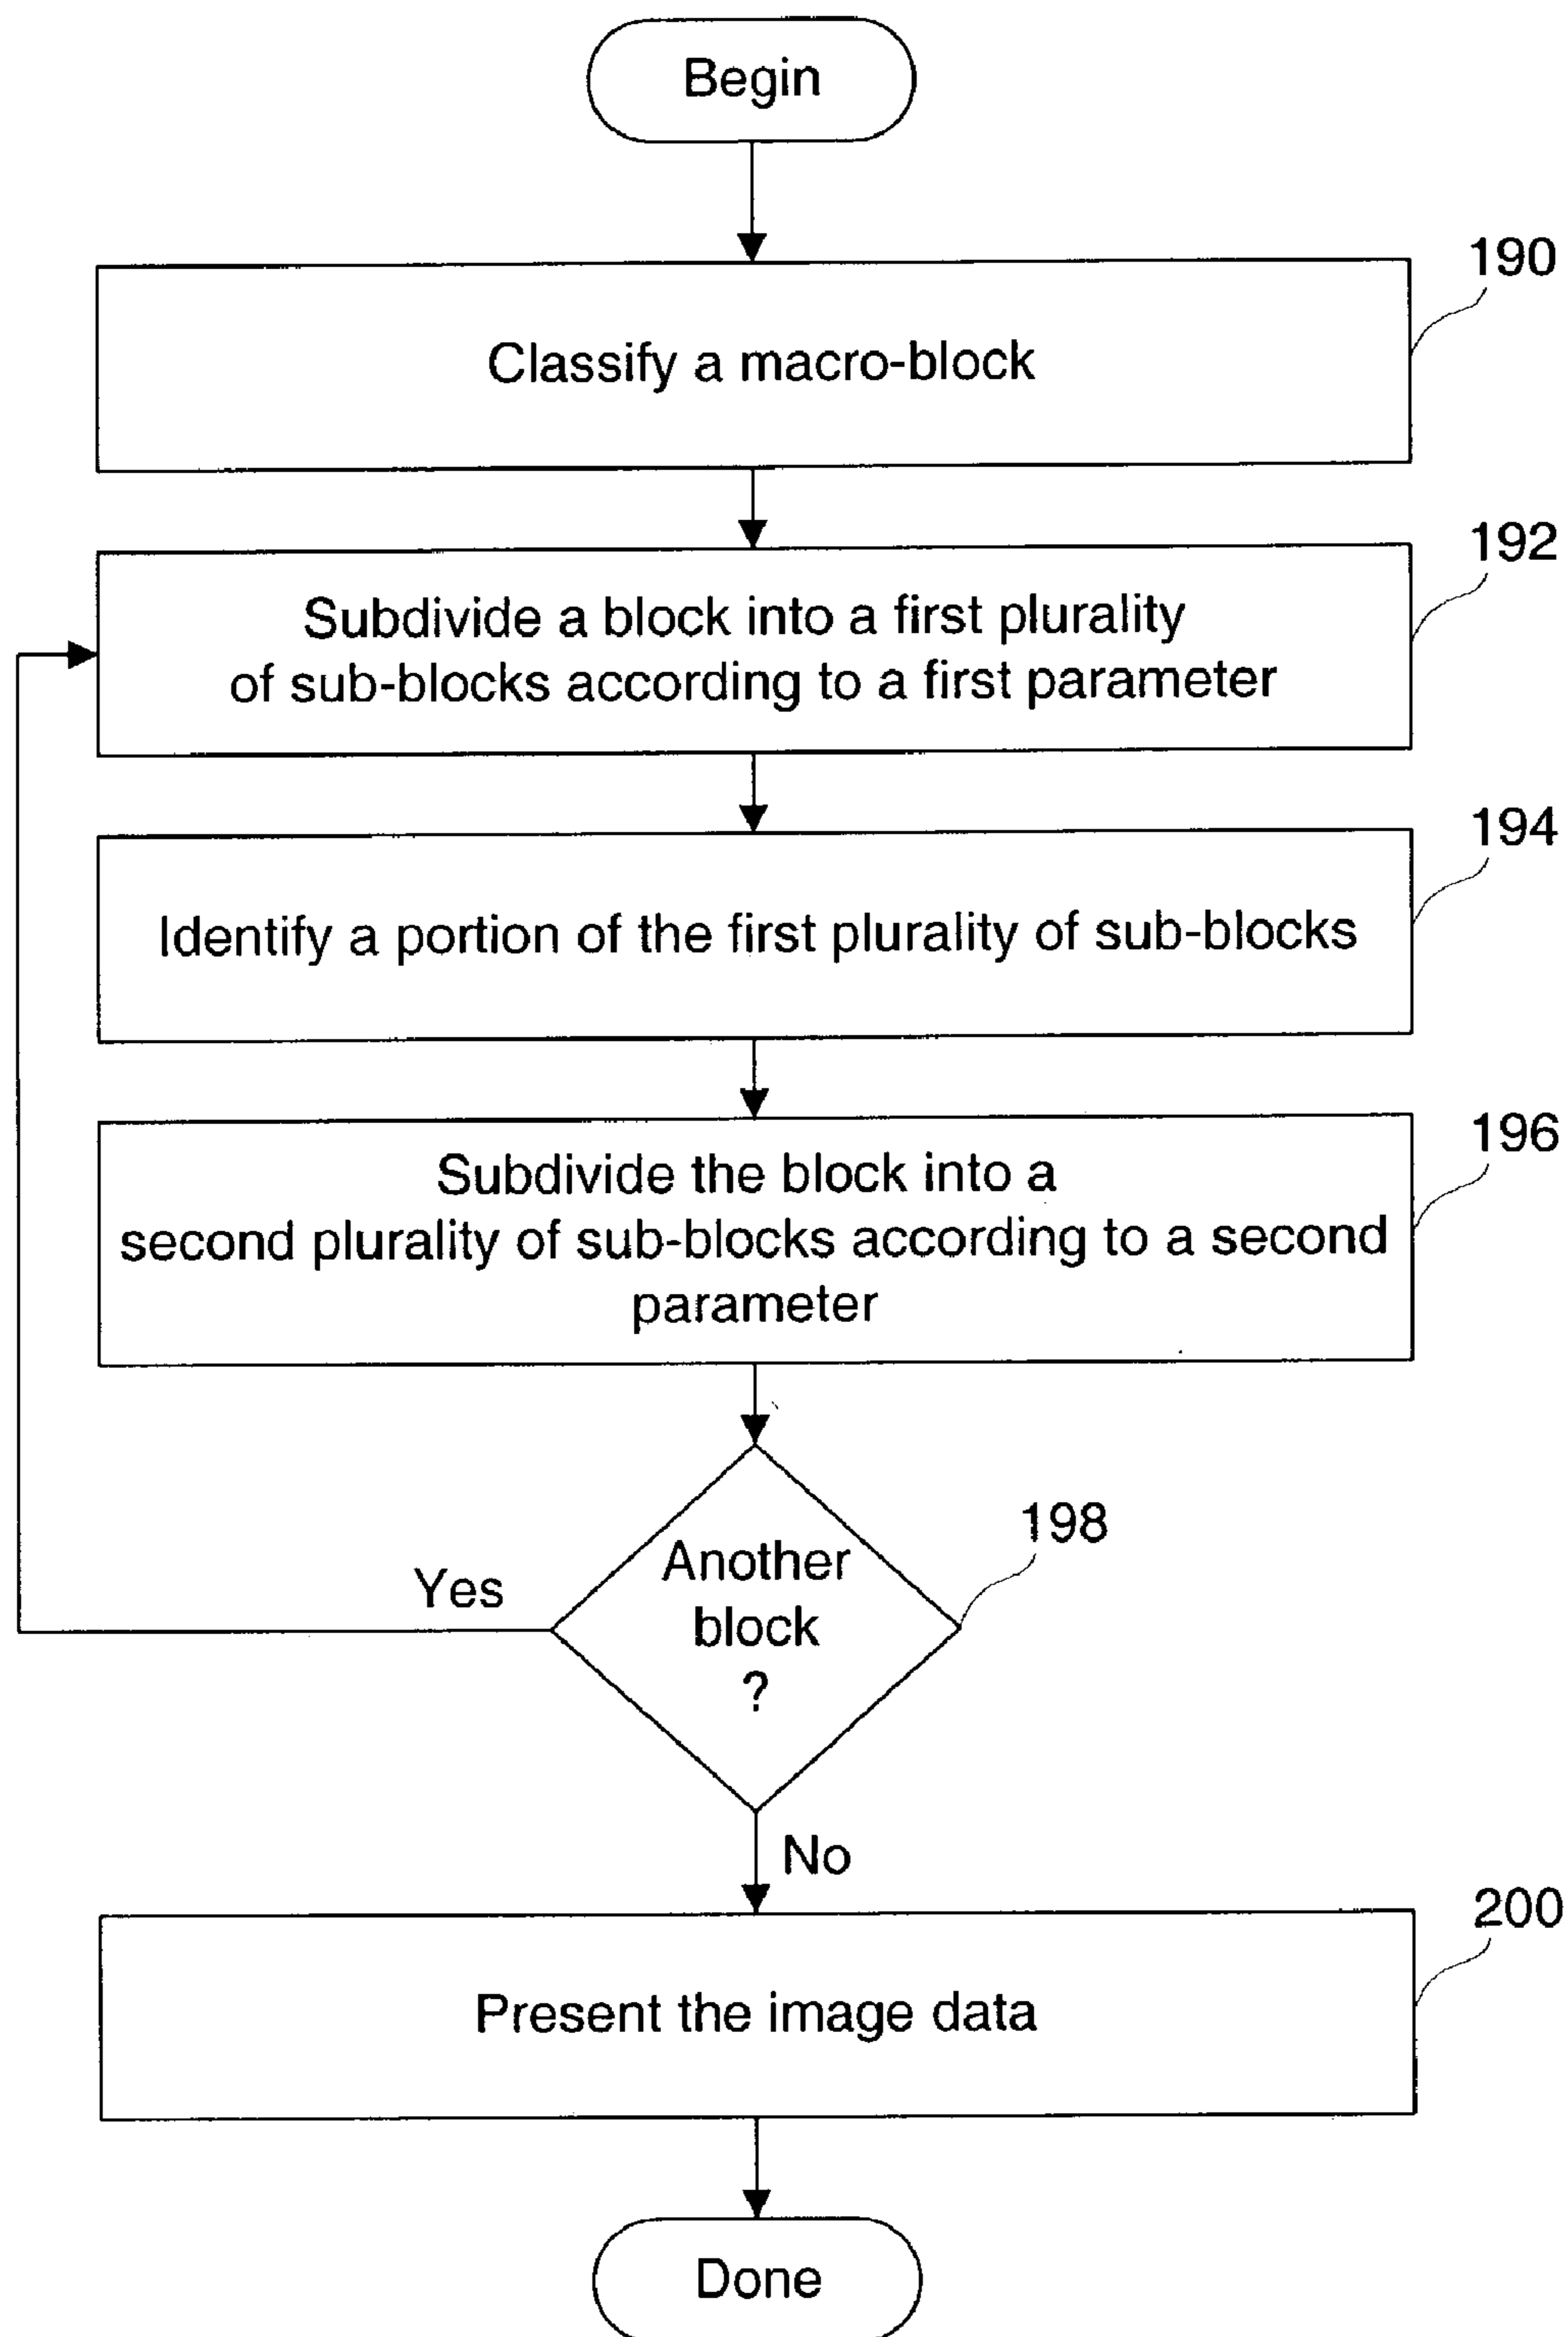 Begin
190
Classify a macro-block
192
Subdivide a block into a first plurality
of sub-blocks according to a first parameter
194
Identify a portion of the first plurality of sub-blocks
196
Subdivide the block into a
second plurality of sub-blocks according to a second
parameter
198
Another
block
?
Yes
No
200
Present the image data
Done